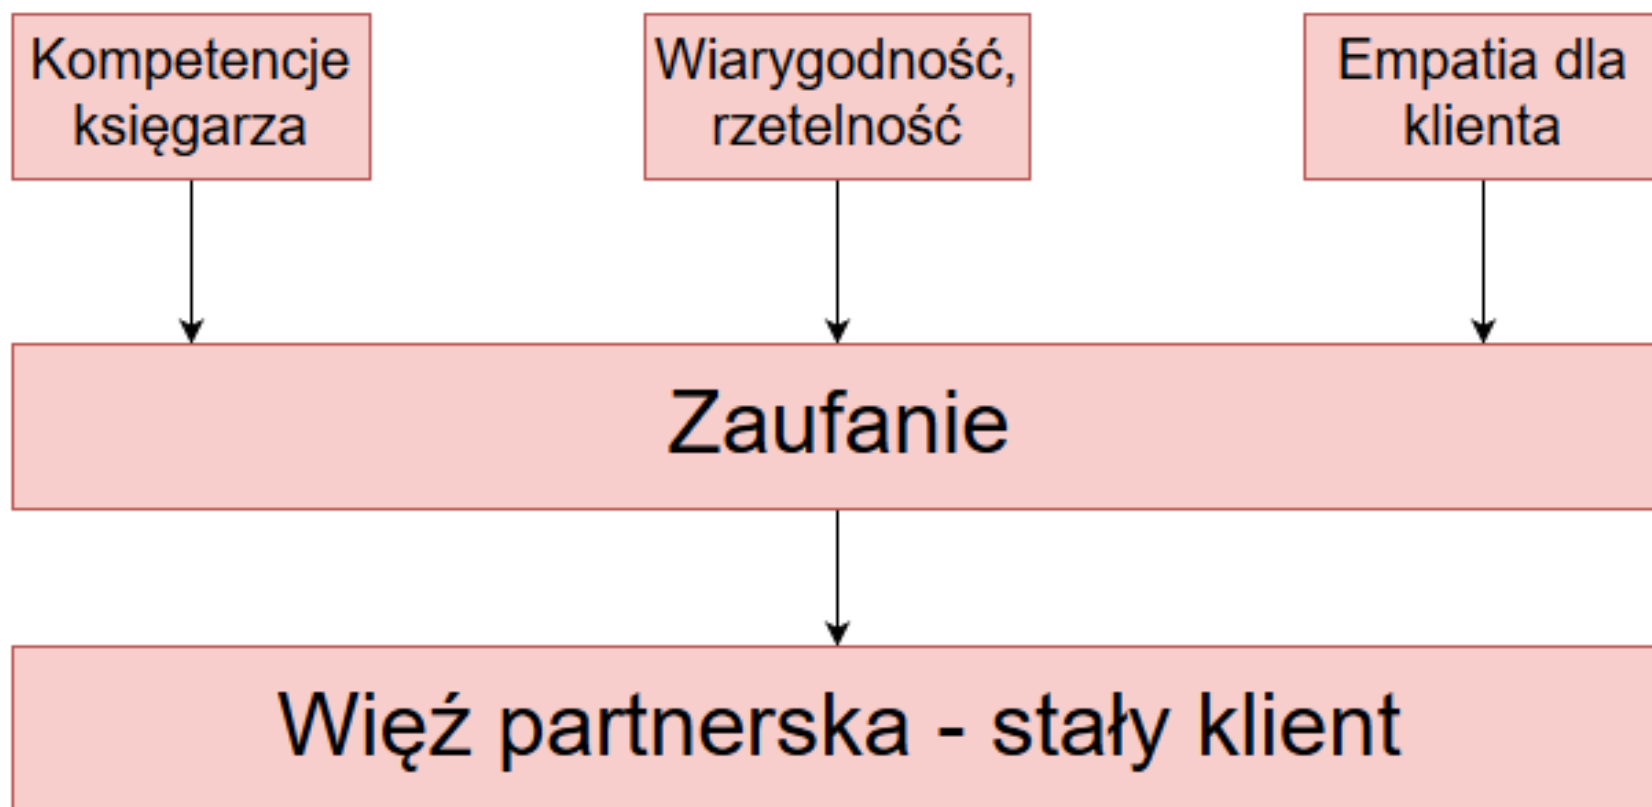 Kompetencje
księgarza
Wiarygodność,
rzetelność
Empatia dla
klienta
Zaufanie
Więź partnerska - stały klient